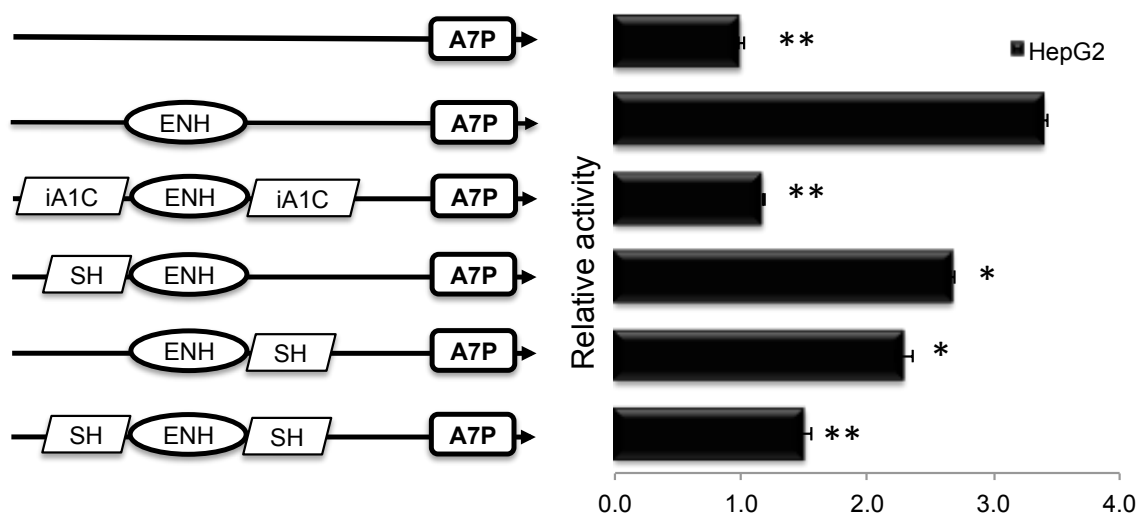 A7P
**
HepG2
ENH
A7P
iA1C
ENH
iA1C
A7P
**
SH
ENH
A7P
*
ENH
SH
A7P
*
SH
ENH
SH
A7P
**
Relative activity
0.0
1.0
2.0
3.0
4.0